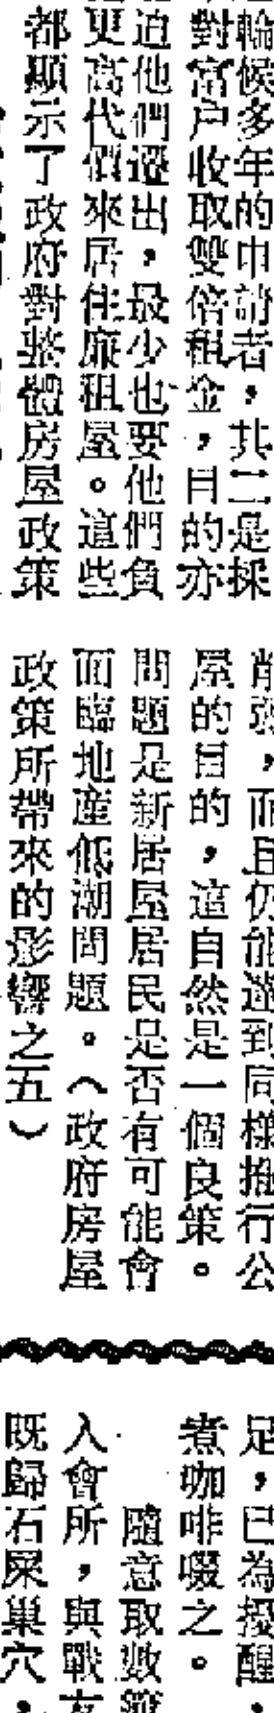 輪候多年的申請者，其二是採
對富户收取雙倍租金，目的亦
迫他們遷出，最少也要他們負
更高代價來居住廉租屋。這些
都顯示了政府對整體房屋政策
削弱，而且仍能達到同樣推行公
屋的目的，這自然是一個良策。
問題是新居屋居民是否有可能會
面臨地產低潮問題。（政府房屋
政策所帶來的影響之五）
足，已為擾醒，
煮咖啡啜之。
隨意取數
入會所，與戰友
既歸石屎巢穴，